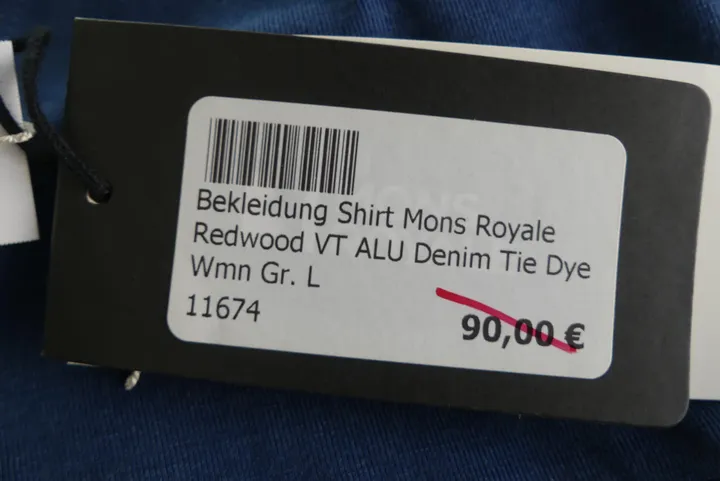 Bekleidung Shirt Mons Royale
Redwood VT ALU Denim Tie Dye
Wmn Gr. L
11674
90,00 €